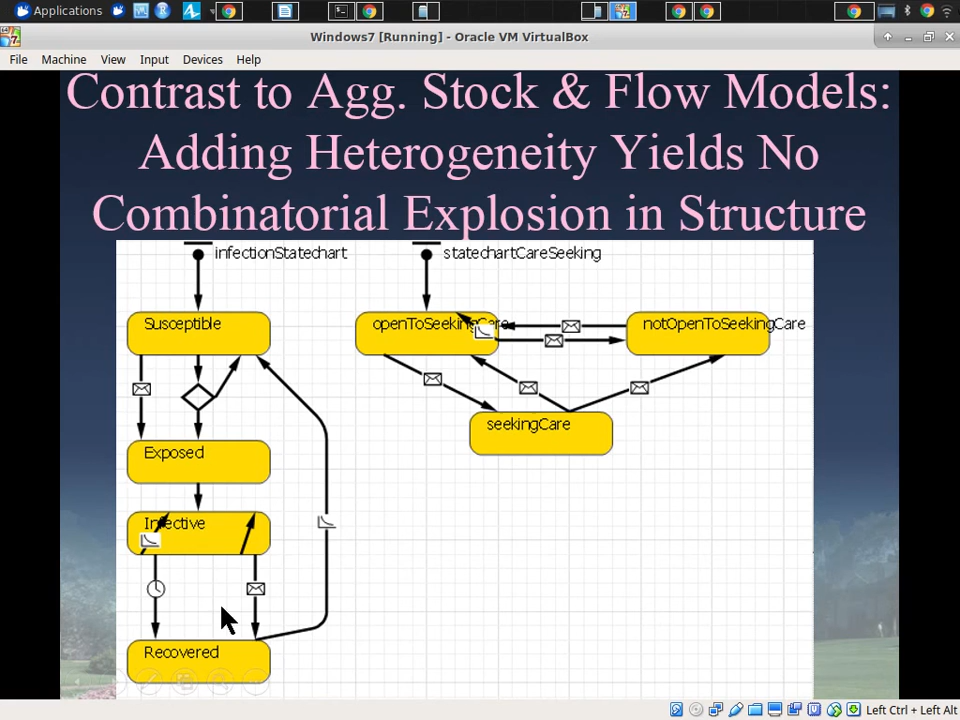 Applications
Windows7 [Running] - Oracle VM VirtualBox
File Machine View Input Devices Help
Contrast to Agg. Stock & Flow Models:
Adding Heterogeneity Yields No
Combinatorial Explosion in Structure
infectionStatechart
statechartCareSeeking
Susceptible
openToSeekingCare
notOpenToSeekingCare
seekingCare
Exposed
Infective
Recovered
Left Ctrl + Left Alt